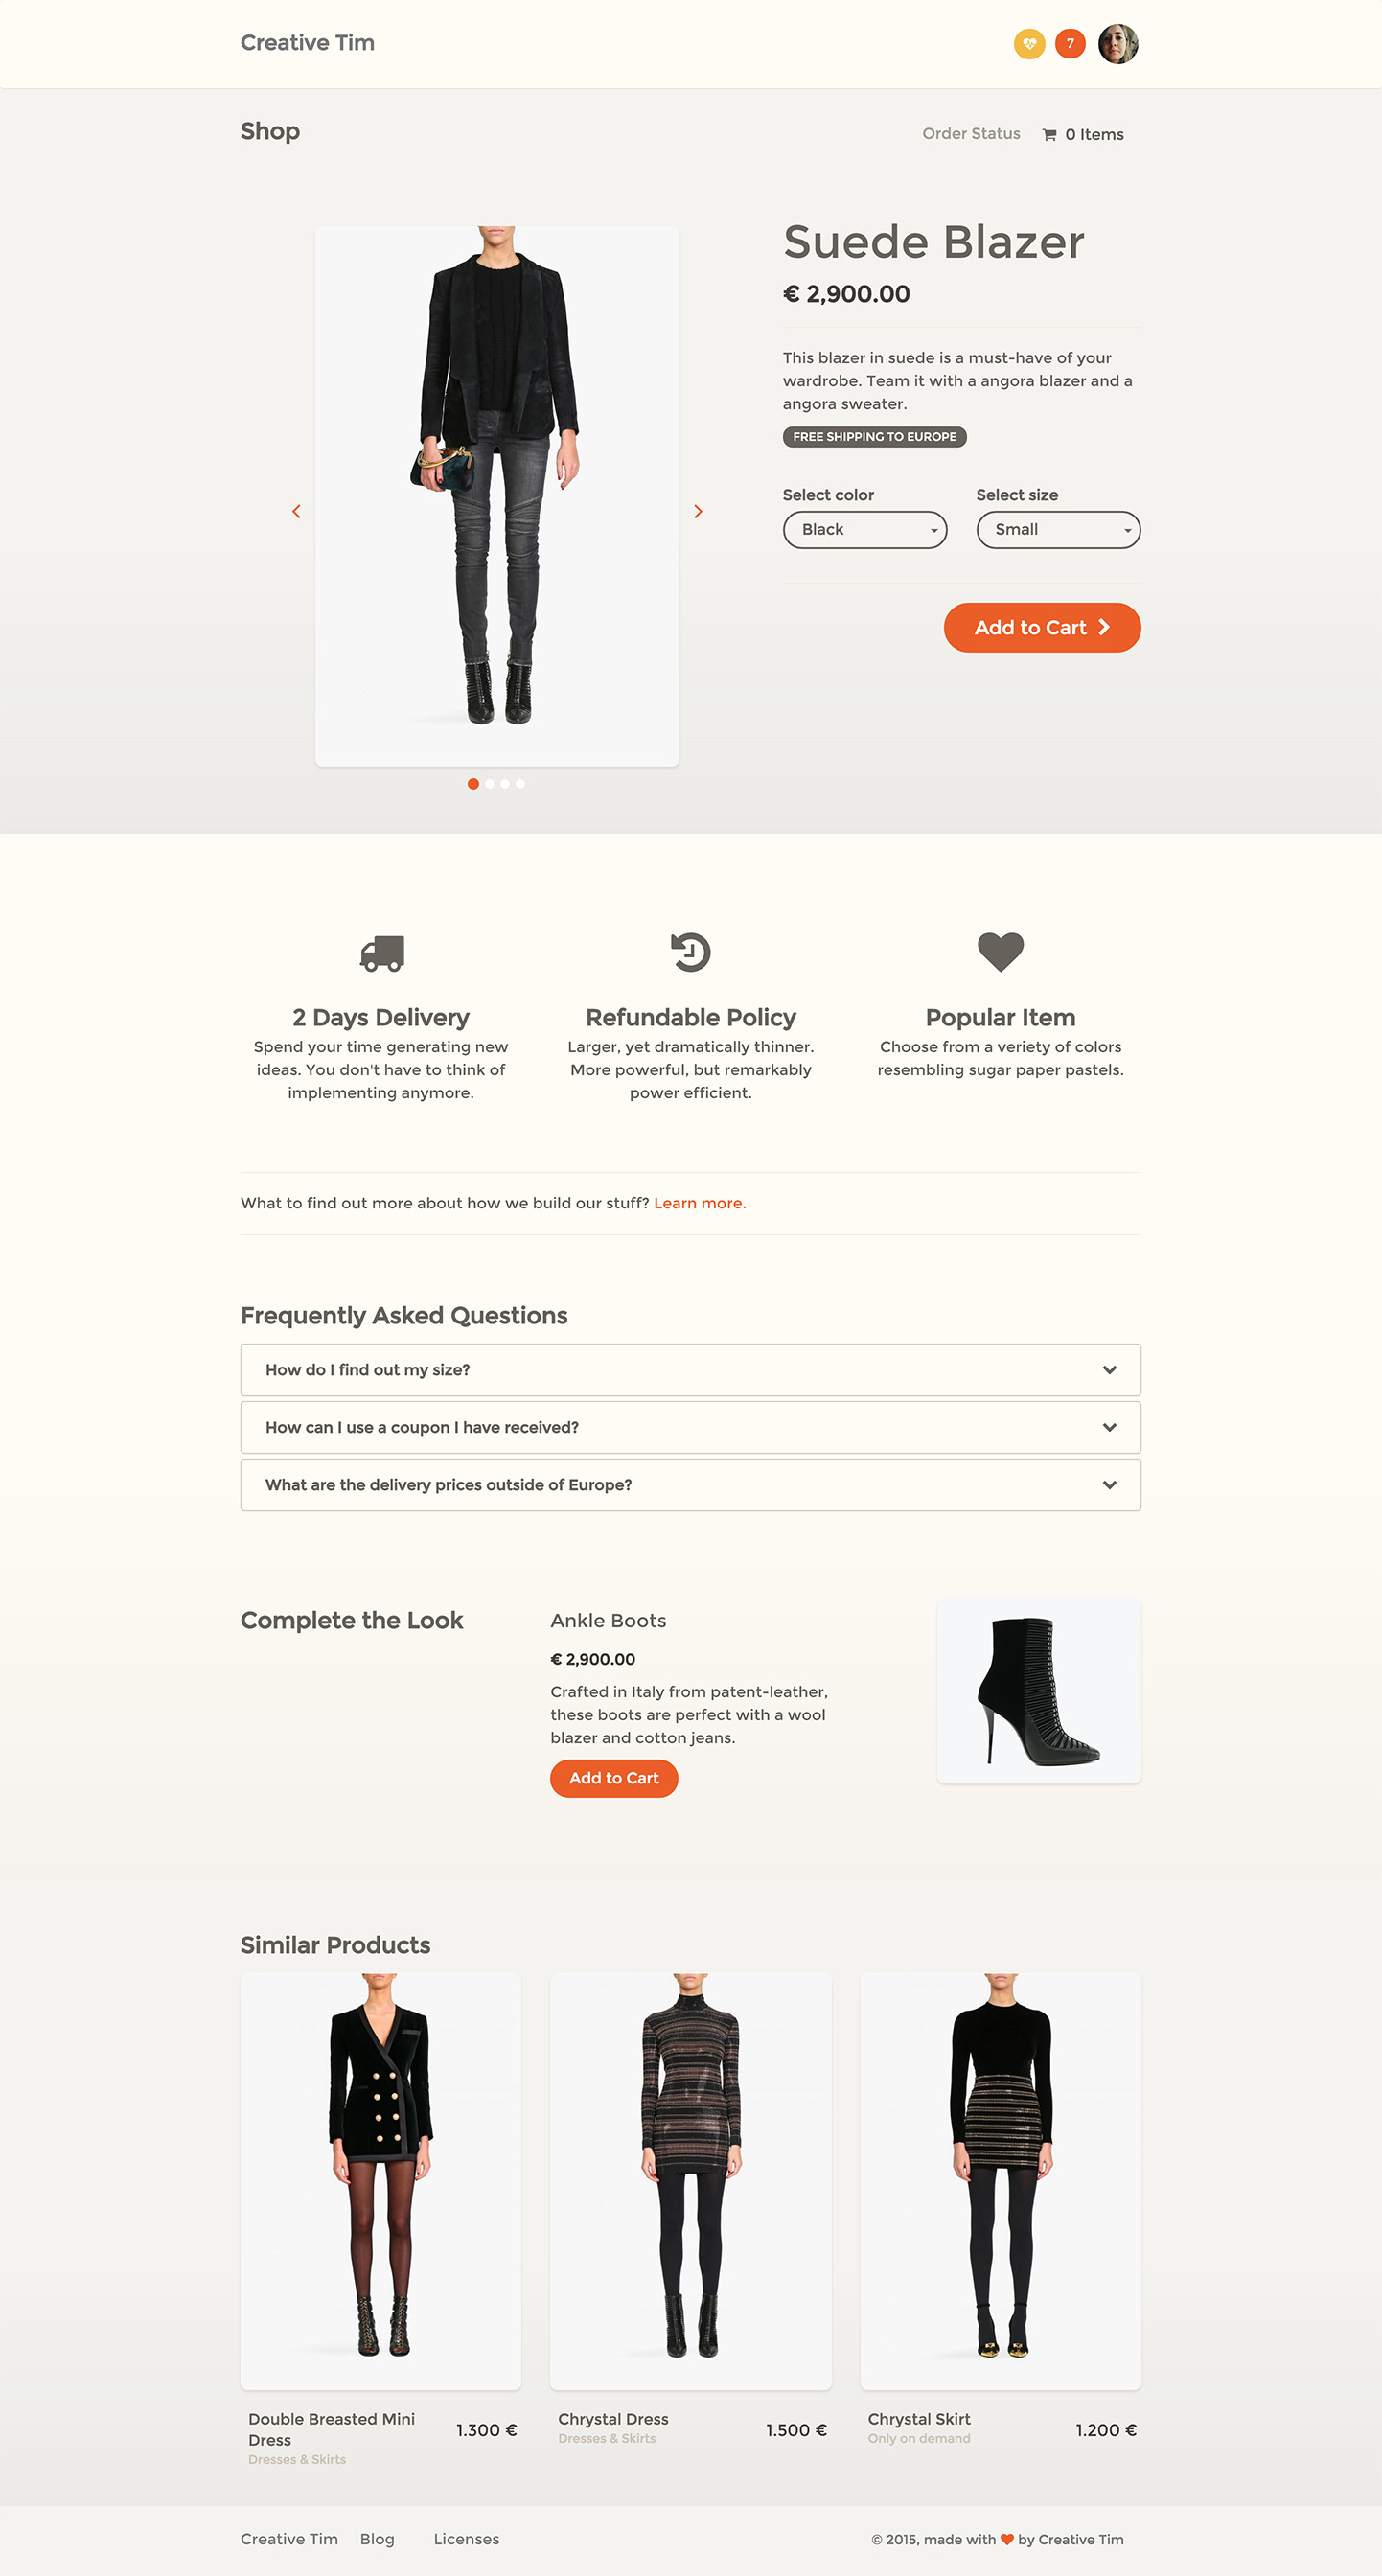 Creative Tim
7
Shop
Order Status
0 Items
Suede Blazer
€ 2,900.00
This blazer in suede is a must-have of your
wardrobe. Team it with a angora blazer and a
angora sweater.
FREE SHIPPING TO EUROPE
Select color
Select size
Black
Small
Add to Cart
2 Days Delivery
Spend your time generating new
ideas. You don't have to think of
implementing anymore.
Refundable Policy
Larger, yet dramatically thinner.
More powerful, but remarkably
power efficient.
Popular Item
Choose from a veriety of colors
resembling sugar paper pastels.
What to find out more about how we build our stuff? Learn more.
Frequently Asked Questions
How do I find out my size?
How can I use a coupon I have received?
What are the delivery prices outside of Europe?
Complete the Look
Ankle Boots
€ 2,900.00
Crafted in Italy from patent-leather,
these boots are perfect with a wool
blazer and cotton jeans.
Add to Cart
Similar Products
Double Breasted Mini
Dress
Dresses & Skirts
1.300 €
Chrystal Dress
Dresses & Skirts
1.500 €
Chrystal Skirt
Only on demand
1.200 €
Creative Tim
Blog
Licenses
© 2015, made with ♥ by Creative Tim